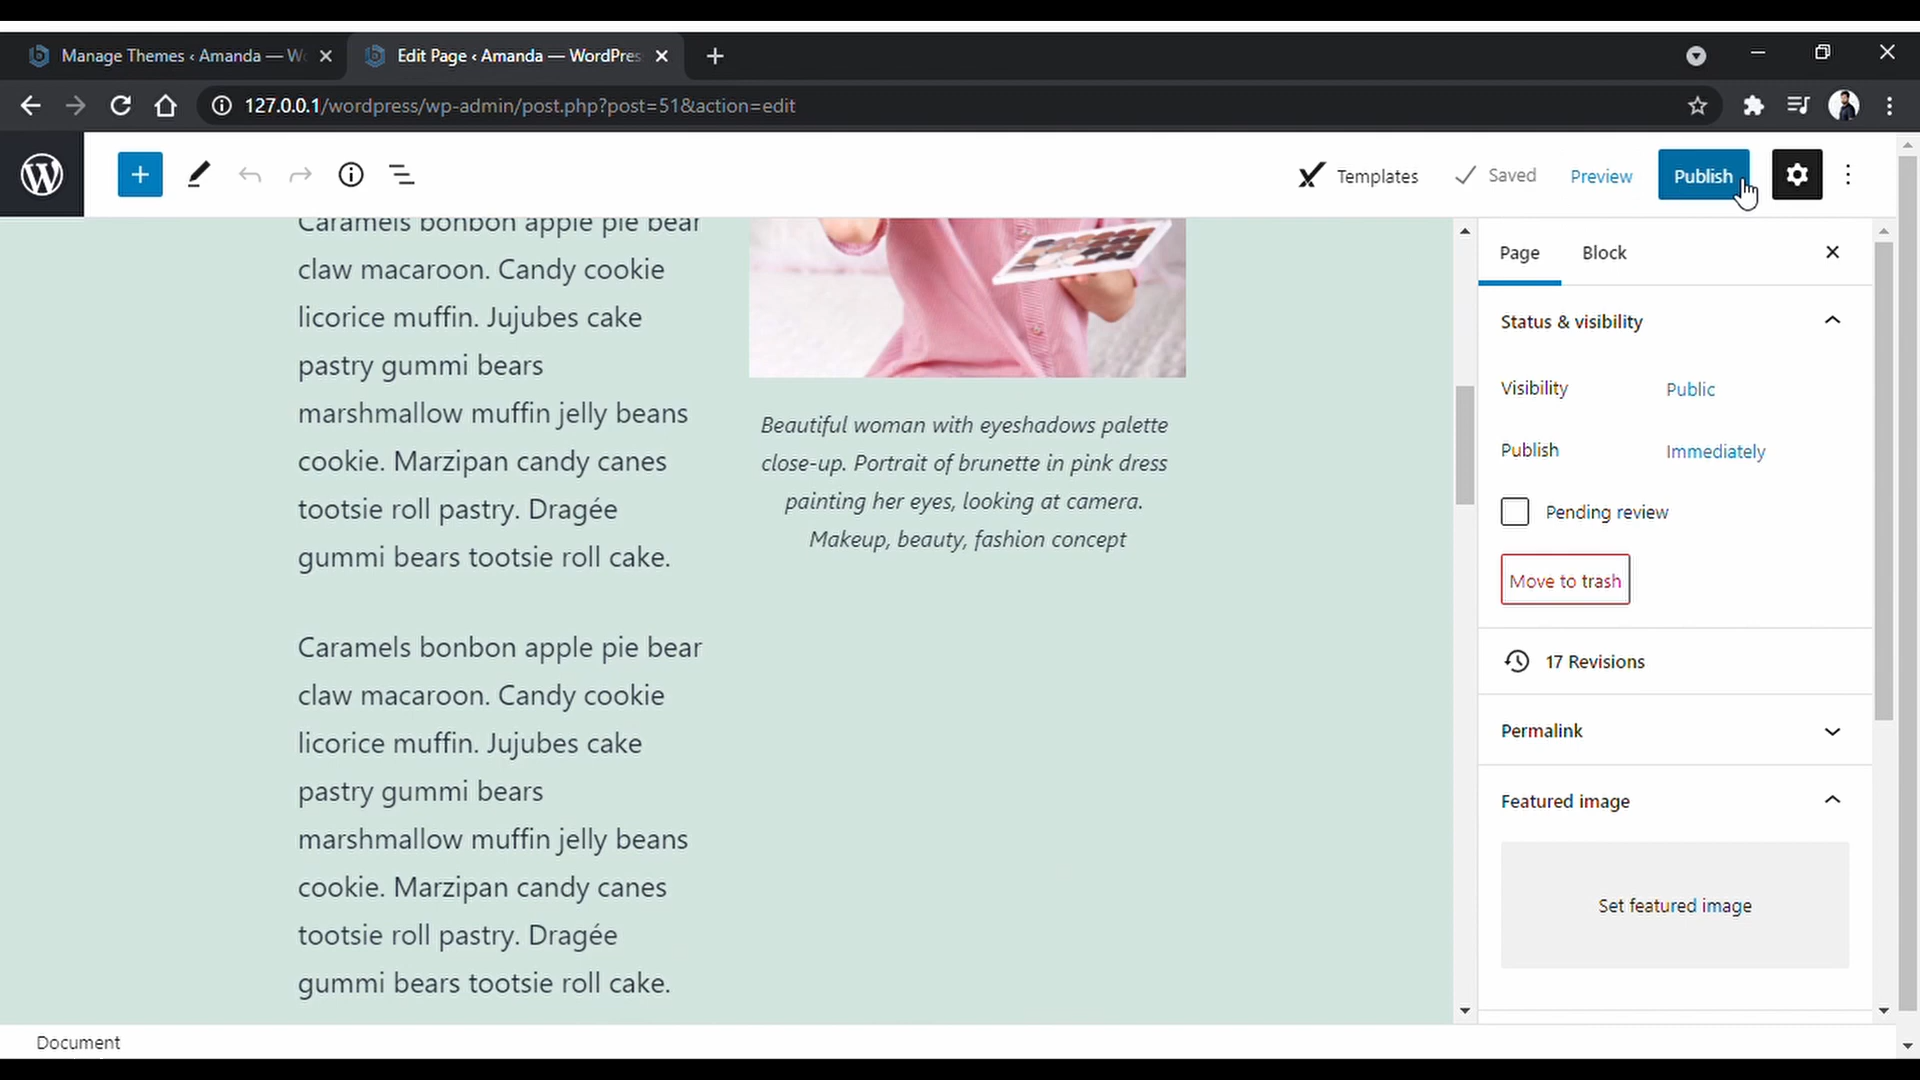 Manage Themes ‹ Amanda — Wo
Edit Page ‹ Amanda — WordPres
127.0.0.1/wordpress/wp-admin/post.php?post=51&action=edit
Templates
Saved
Preview
Publish
Caramels bonbon apple pie bear
claw macaroon. Candy cookie
licorice muffin. Jujubes cake
pastry gummi bears
marshmallow muffin jelly beans
cookie. Marzipan candy canes
tootsie roll pastry. Dragée
gummi bears tootsie roll cake.
Caramels bonbon apple pie bear
claw macaroon. Candy cookie
licorice muffin. Jujubes cake
pastry gummi bears
marshmallow muffin jelly beans
cookie. Marzipan candy canes
tootsie roll pastry. Dragée
gummi bears tootsie roll cake.
Beautiful woman with eyeshadows palette
close-up. Portrait of brunette in pink dress
painting her eyes, looking at camera.
Makeup, beauty, fashion concept
Page
Block
Status & visibility
Visibility
Public
Publish
Immediately
Pending review
Move to trash
17 Revisions
Permalink
Featured image
Set featured image
Document